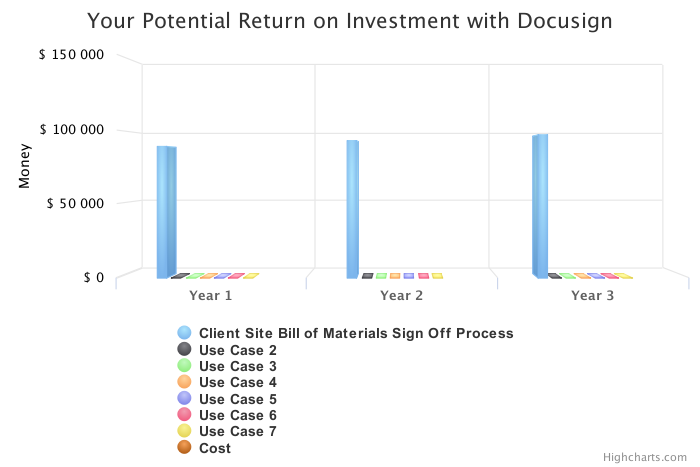 Your Potential Return on Investment with Docusign
$ 150 000
$ 100 000
$ 50 000
$ 0
Money
Year 1
Year 2
Year 3
Client Site Bill of Materials Sign Off Process
Use Case 2
Use Case 3
Use Case 4
Use Case 5
Use Case 6
Use Case 7
Cost
Highcharts.com